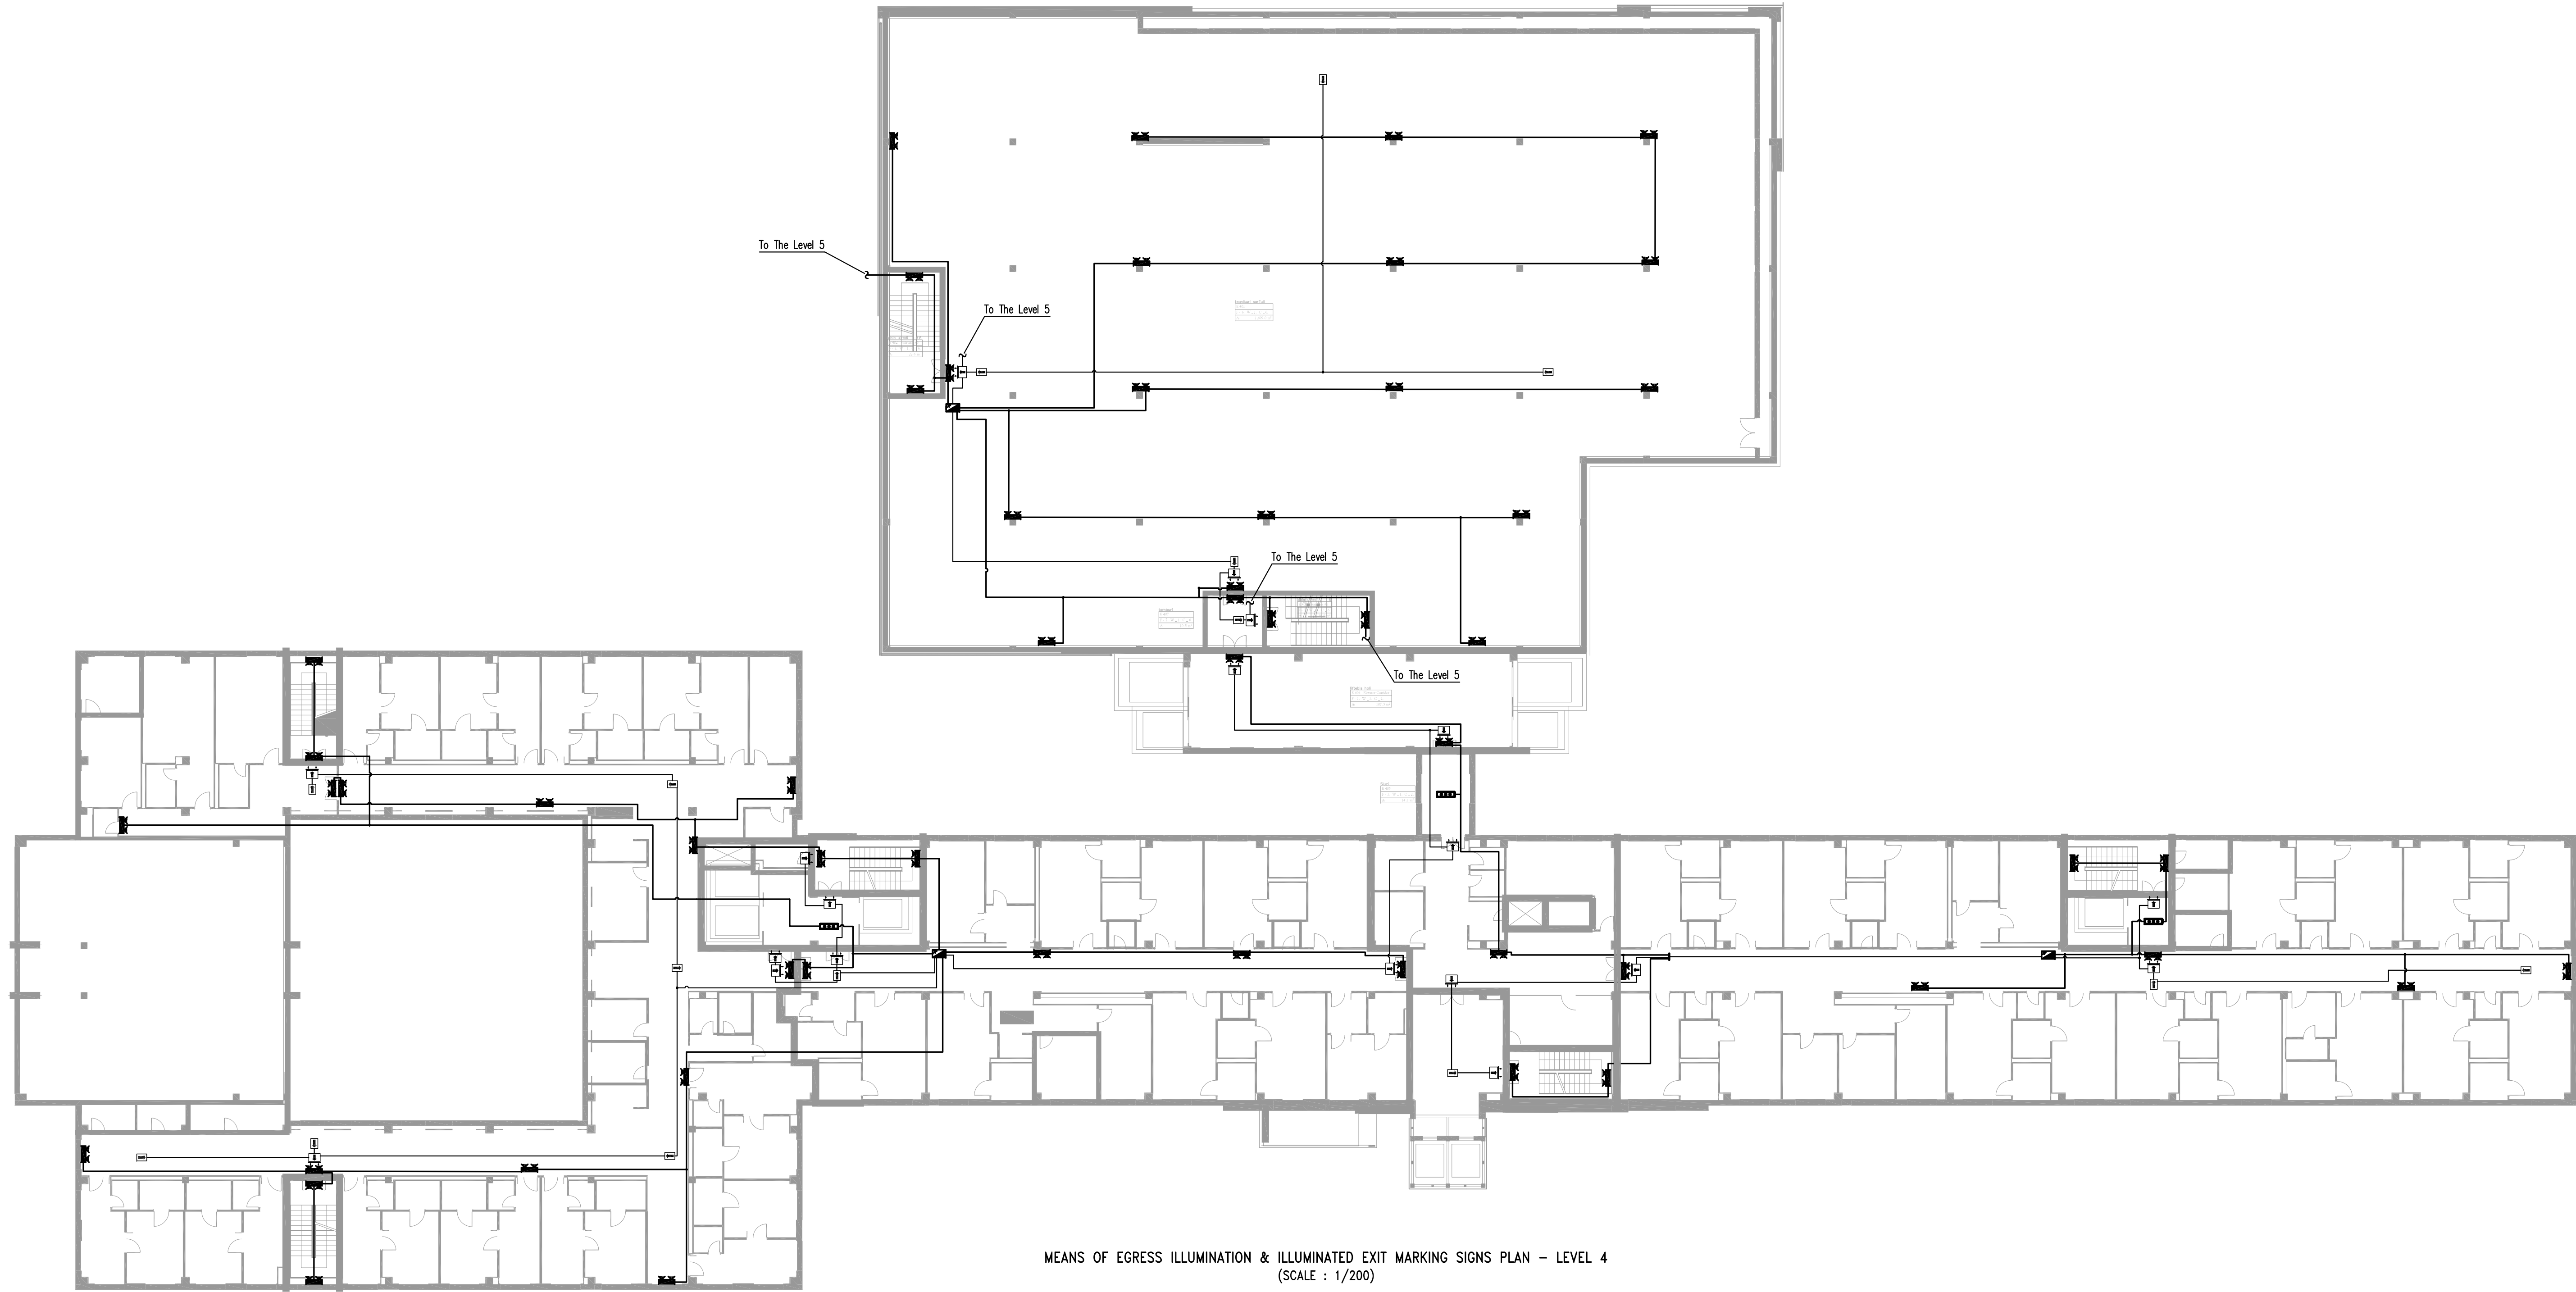 To The Level 5
To The Level 5
To The Level 5
To The Level 5
MEANS OF EGRESS ILLUMINATION & ILLUMINATED EXIT MARKING SIGNS PLAN - LEVEL 4
(SCALE : 1/200)